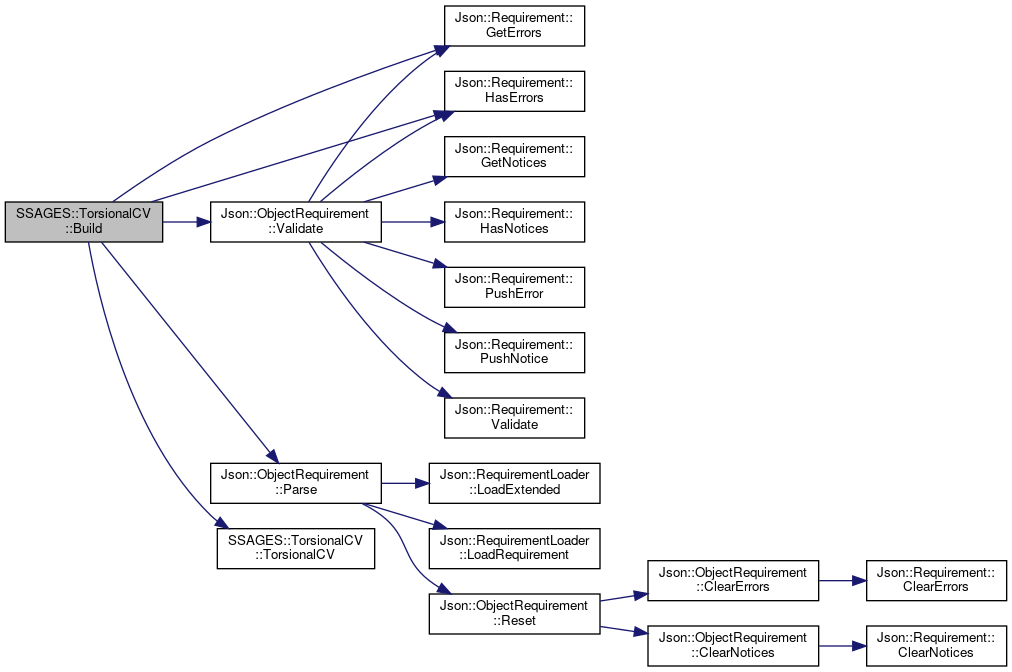 Json::Requirement::
GetErrors
Json::Requirement::
HasErrors
Json::Requirement::
GetNotices
SSAGES::TorsionalCV
::Build
Json::ObjectRequirement
::Validate
Json::Requirement::
HasNotices
Json::Requirement::
PushError
Json::Requirement::
PushNotice
Json::Requirement::
Validate
Json::ObjectRequirement
::Parse
Json::RequirementLoader
::LoadExtended
SSAGES::TorsionalCV
::TorsionalCV
Json::RequirementLoader
::LoadRequirement
Json::ObjectRequirement
::Reset
Json::ObjectRequirement
::ClearErrors
Json::Requirement::
ClearErrors
Json::ObjectRequirement
::ClearNotices
Json::Requirement::
ClearNotices